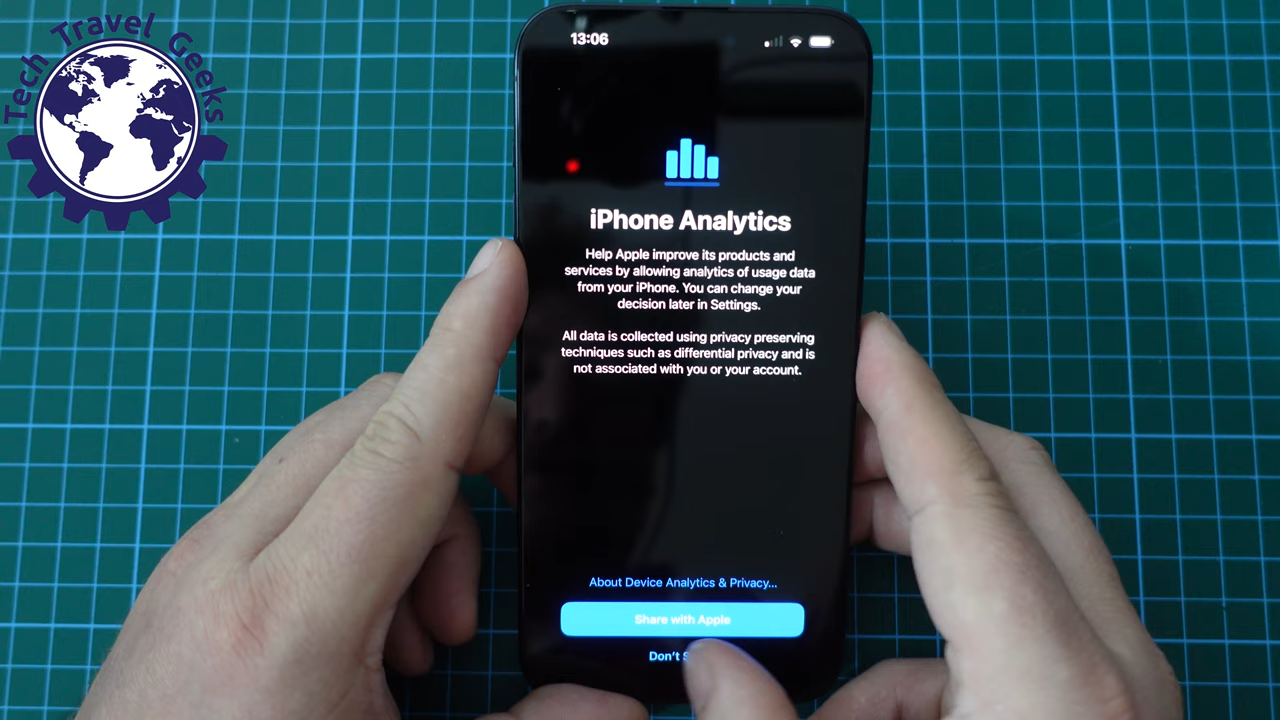 Tech Travel Geeks
13:06
iPhone Analytics
Help Apple improve its products and
services by allowing analytics of usage data
from your iPhone. You can change your
decision later in Settings.
All data is collected using privacy preserving
techniques such as differential privacy and is
not associated with you or your account.
About Device Analytics & Privacy...
Share with Apple
Don't